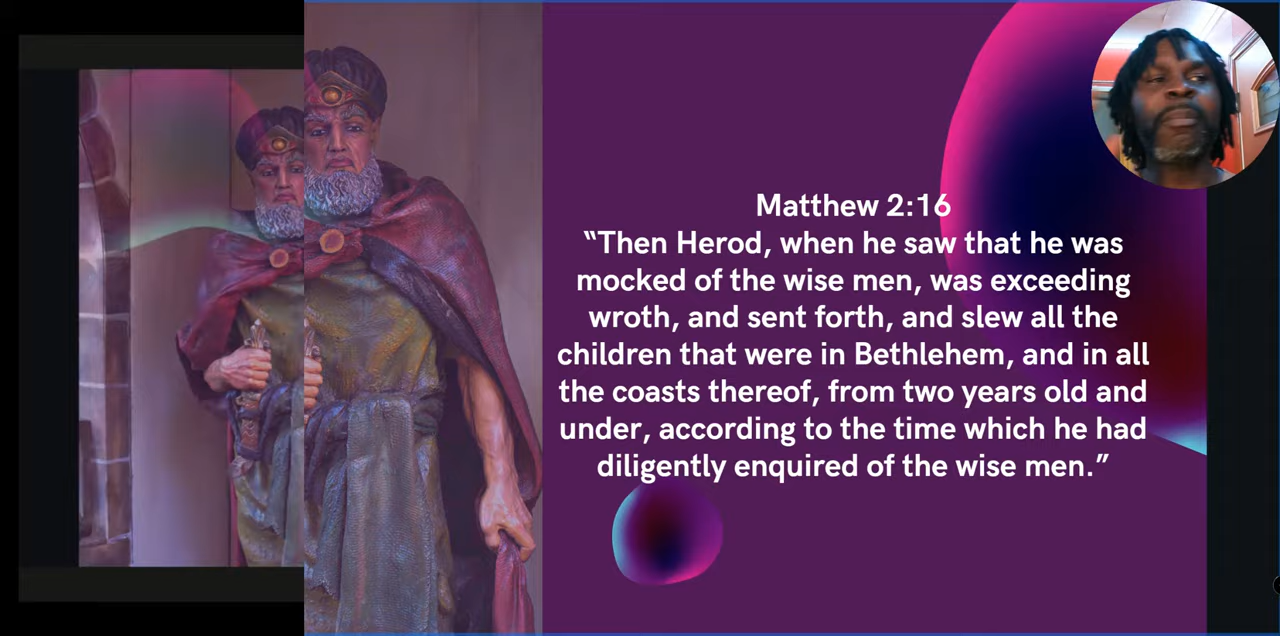 Matthew 2:16
“Then Herod, when he saw that he was
mocked of the wise men, was exceeding
wroth, and sent forth, and slew all the
children that were in Bethlehem, and in all
the coasts thereof, from two years old and
under, according to the time which he had
diligently enquired of the wise men.”